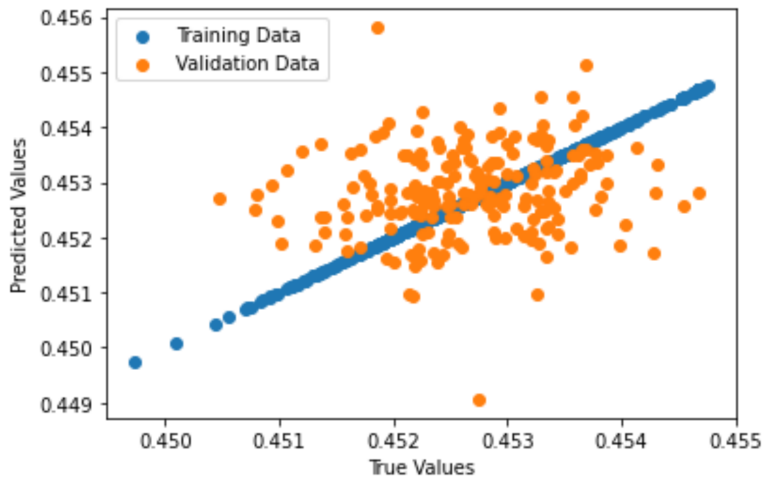 0.456
0.455
0.454
0.453
0.452
0.451
0.450
0.449
Predicted Values
Training Data
Validation Data
0.450 0.451 0.452 0.453 0.454 0.455
True Values